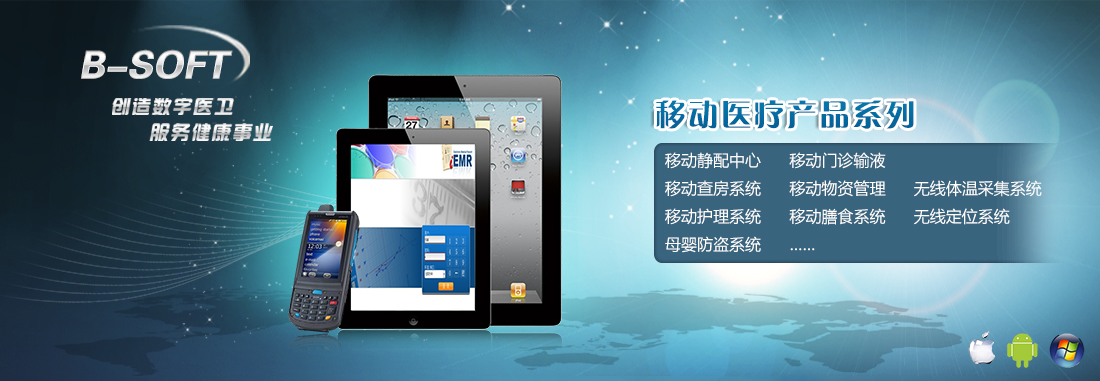 B-SOFT
创造数字医卫
服务健康事业
移动医疗产品系列
移动静配中心 移动门诊输液
移动查房系统 移动物资管理 无线体温采集系统
移动护理系统 移动膳食系统 无线定位系统
母婴防盗系统 ......
27
EMR
12:03